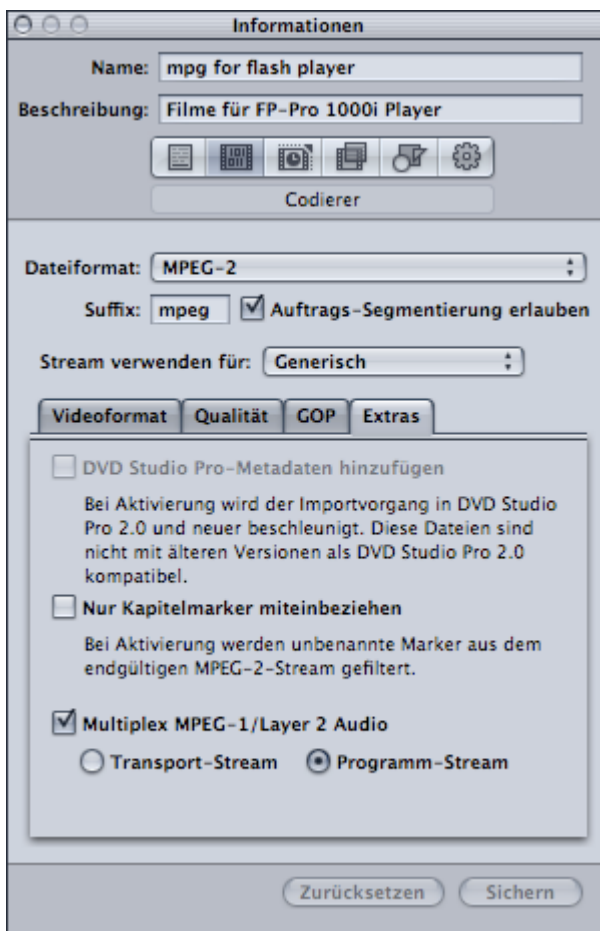 Informationen
Name: mpg for flash player
Beschreibung: Filme für FP-Pro 1000i Player
Codierer
Dateiformat: MPEG-2
Suffix: mpeg Auftrags-Segmentierung erlauben
Stream verwenden für: Generisch
Videoformat Qualität GOP Extras
DVD Studio Pro-Metadaten hinzufügen
Bei Aktivierung wird der Importvorgang in DVD Studio
Pro 2.0 und neuer beschleunigt. Diese Dateien sind
nicht mit älteren Versionen als DVD Studio Pro 2.0
kompatibel.
Nur Kapitelmarker miteinbeziehen
Bei Aktivierung werden unbenannte Marker aus dem
endgültigen MPEG-2-Stream gefiltert.
Multiplex MPEG-1/Layer 2 Audio
Transport-Stream Programm-Stream
Zurücksetzen Sichern